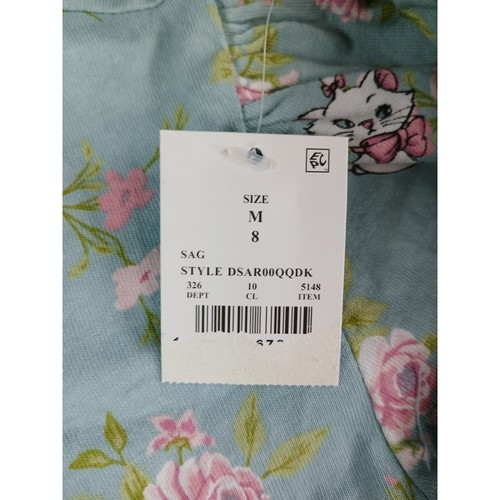 SIZE
M
8
SAG
STYLE DSAR00QQDK
326 10 5148
DEPT CL ITEM